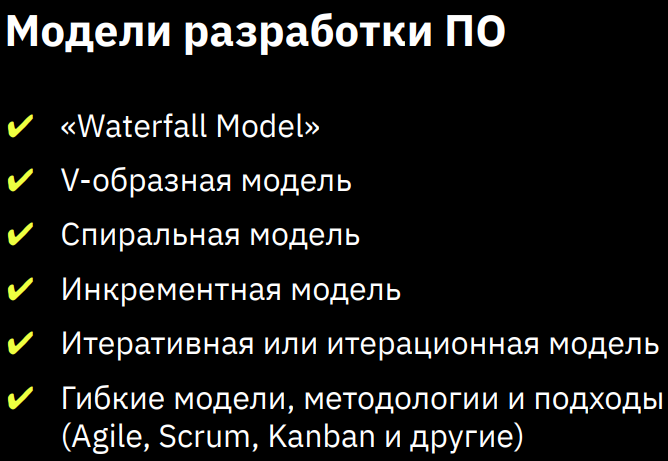 Модели разработки ПО
✔ «Waterfall Model»
✔ V-образная модель
✔ Спиральная модель
✔ Инкрементная модель
✔ Итеративная или итерационная модель
✔ Гибкие модели, методологии и подходы
(Agile, Scrum, Kanban и другие)